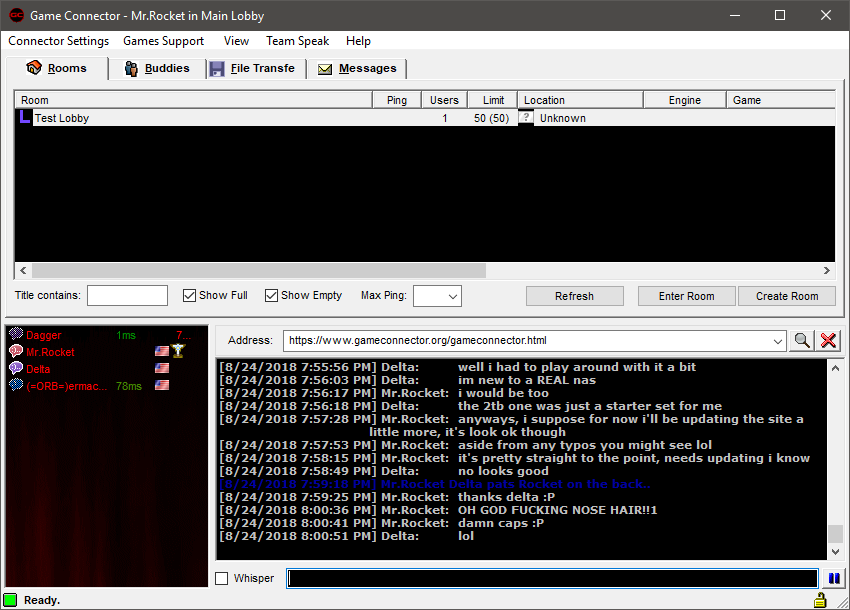 Game Connector - Mr.Rocket in Main Lobby
Connector Settings Games Support View Team Speak Help
Rooms Buddies File Transfe Messages
Room Ping Users Limit Location Engine Game
L Test Lobby 1 50 (50) ? Unknown
Title contains: Show Full Show Empty Max Ping: Refresh Enter Room Create Room
Dagger 1ms 7...
Mr.Rocket
Delta
(=ORB=)ermac... 78ms
Address: https://www.gameconnector.org/gameconnector.html
[8/24/2018 7:55:56 PM] Delta: well i had to play around with it a bit
[8/24/2018 7:56:03 PM] Delta: im new to a REAL nas
[8/24/2018 7:56:17 PM] Mr.Rocket: i would be too
[8/24/2018 7:56:18 PM] Delta: the 2tb one was just a starter set for me
[8/24/2018 7:57:28 PM] Mr.Rocket: anyways, i suppose for now i'll be updating the site a
little more, it's look ok though
[8/24/2018 7:57:53 PM] Mr.Rocket: aside from any typos you might see lol
[8/24/2018 7:58:15 PM] Mr.Rocket: it's pretty straight to the point, needs updating i know
[8/24/2018 7:58:49 PM] Delta: no looks good
[8/24/2018 7:59:18 PM] Mr.Rocket Delta pats Rocket on the back..
[8/24/2018 7:59:25 PM] Mr.Rocket: thanks delta :P
[8/24/2018 8:00:36 PM] Mr.Rocket: OH GOD FUCKING NOSE HAIR!!1
[8/24/2018 8:00:41 PM] Mr.Rocket: damn caps :P
[8/24/2018 8:00:51 PM] Delta: lol
Whisper
Ready.